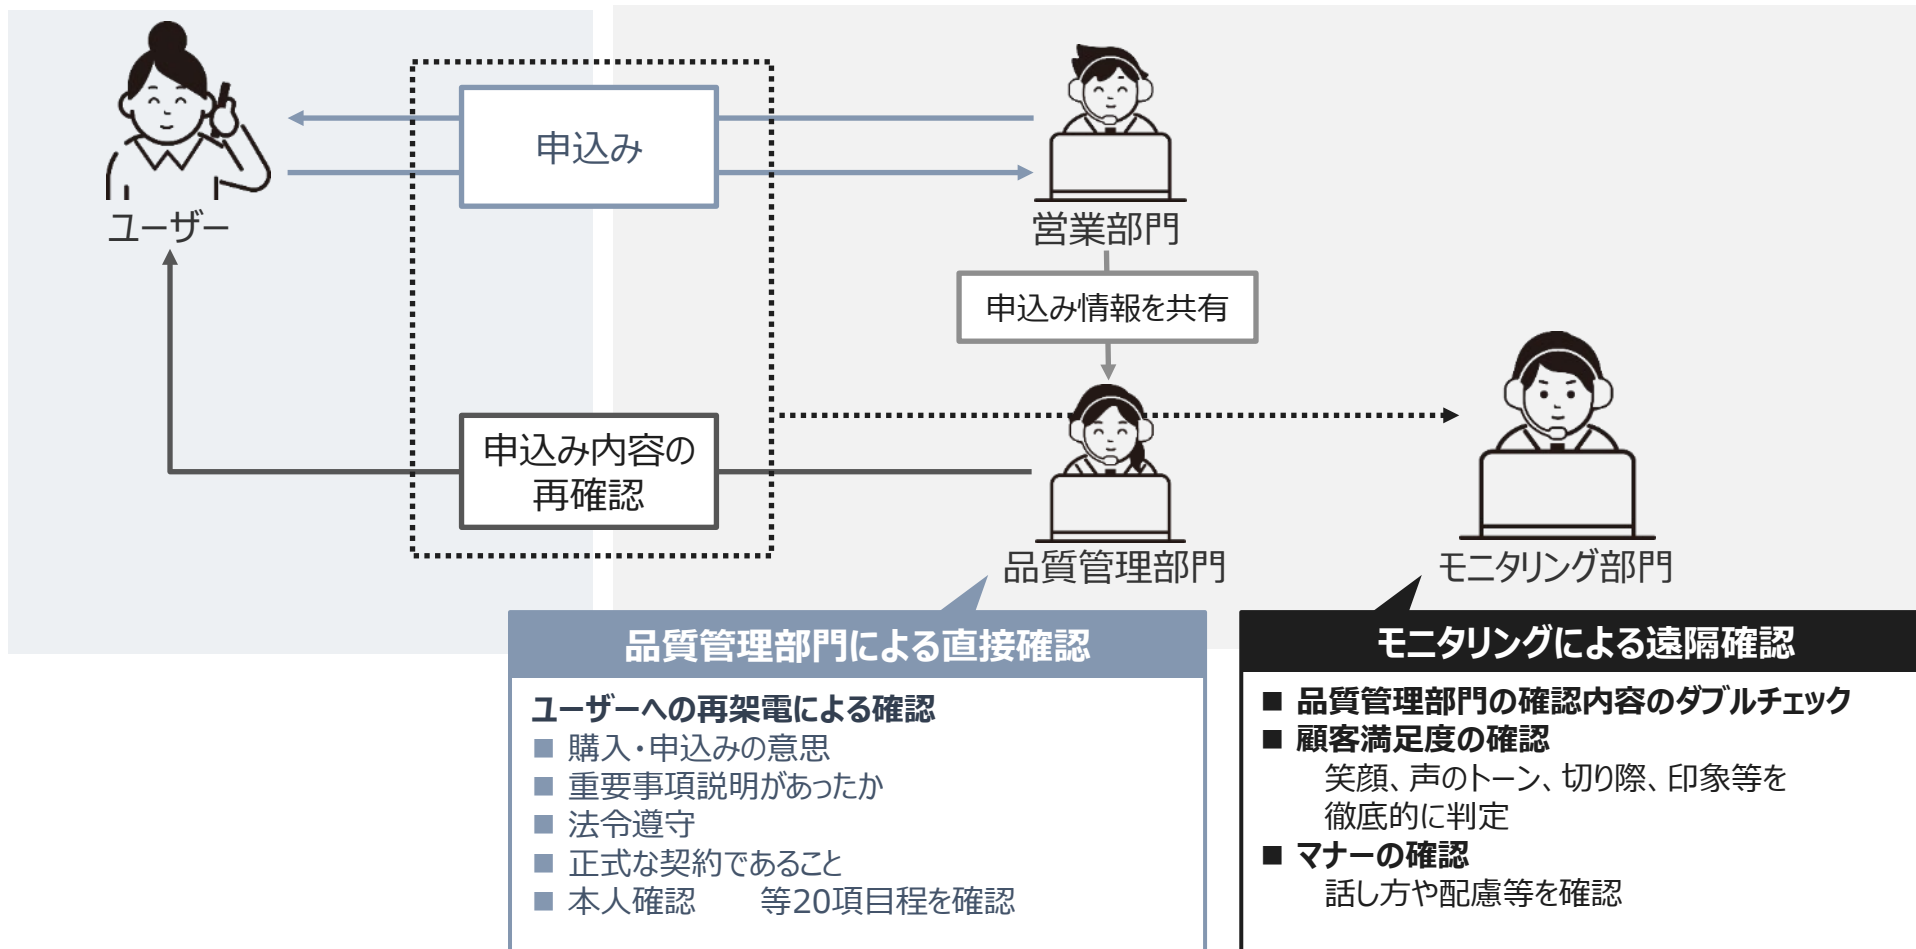 申込み
ユーザー
営業部門
申込み情報を共有
申込み内容の
再確認
品質管理部門
モニタリング部門
品質管理部門による直接確認
ユーザーへの再架電による確認
■ 購入・申込みの意思
■ 重要事項説明があったか
■ 法令遵守
■ 正式な契約であること
■ 本人確認　　等20項目程を確認
モニタリングによる遠隔確認
■ 品質管理部門の確認内容のダブルチェック
■ 顧客満足度の確認
笑顔、声のトーン、切り際、印象等を
徹底的に判定
■ マナーの確認
話し方や配慮等を確認